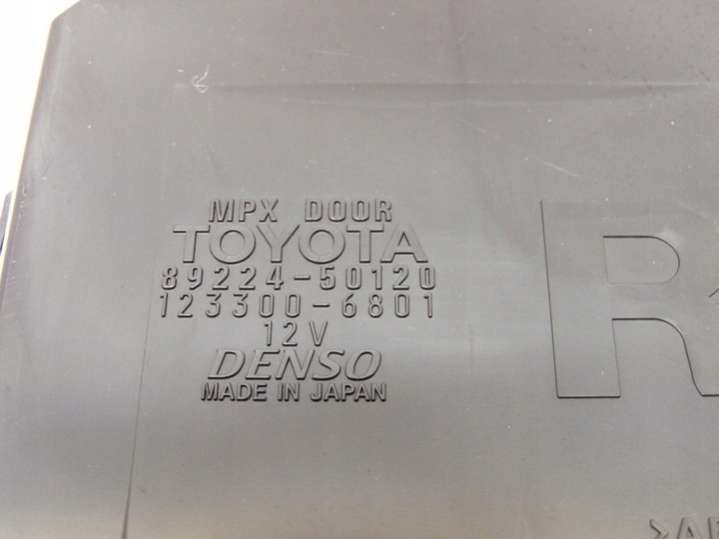 MPX DOOR
TOYOTA
89224-50120
123300-6801
12V
DENSO
MADE IN JAPAN
R